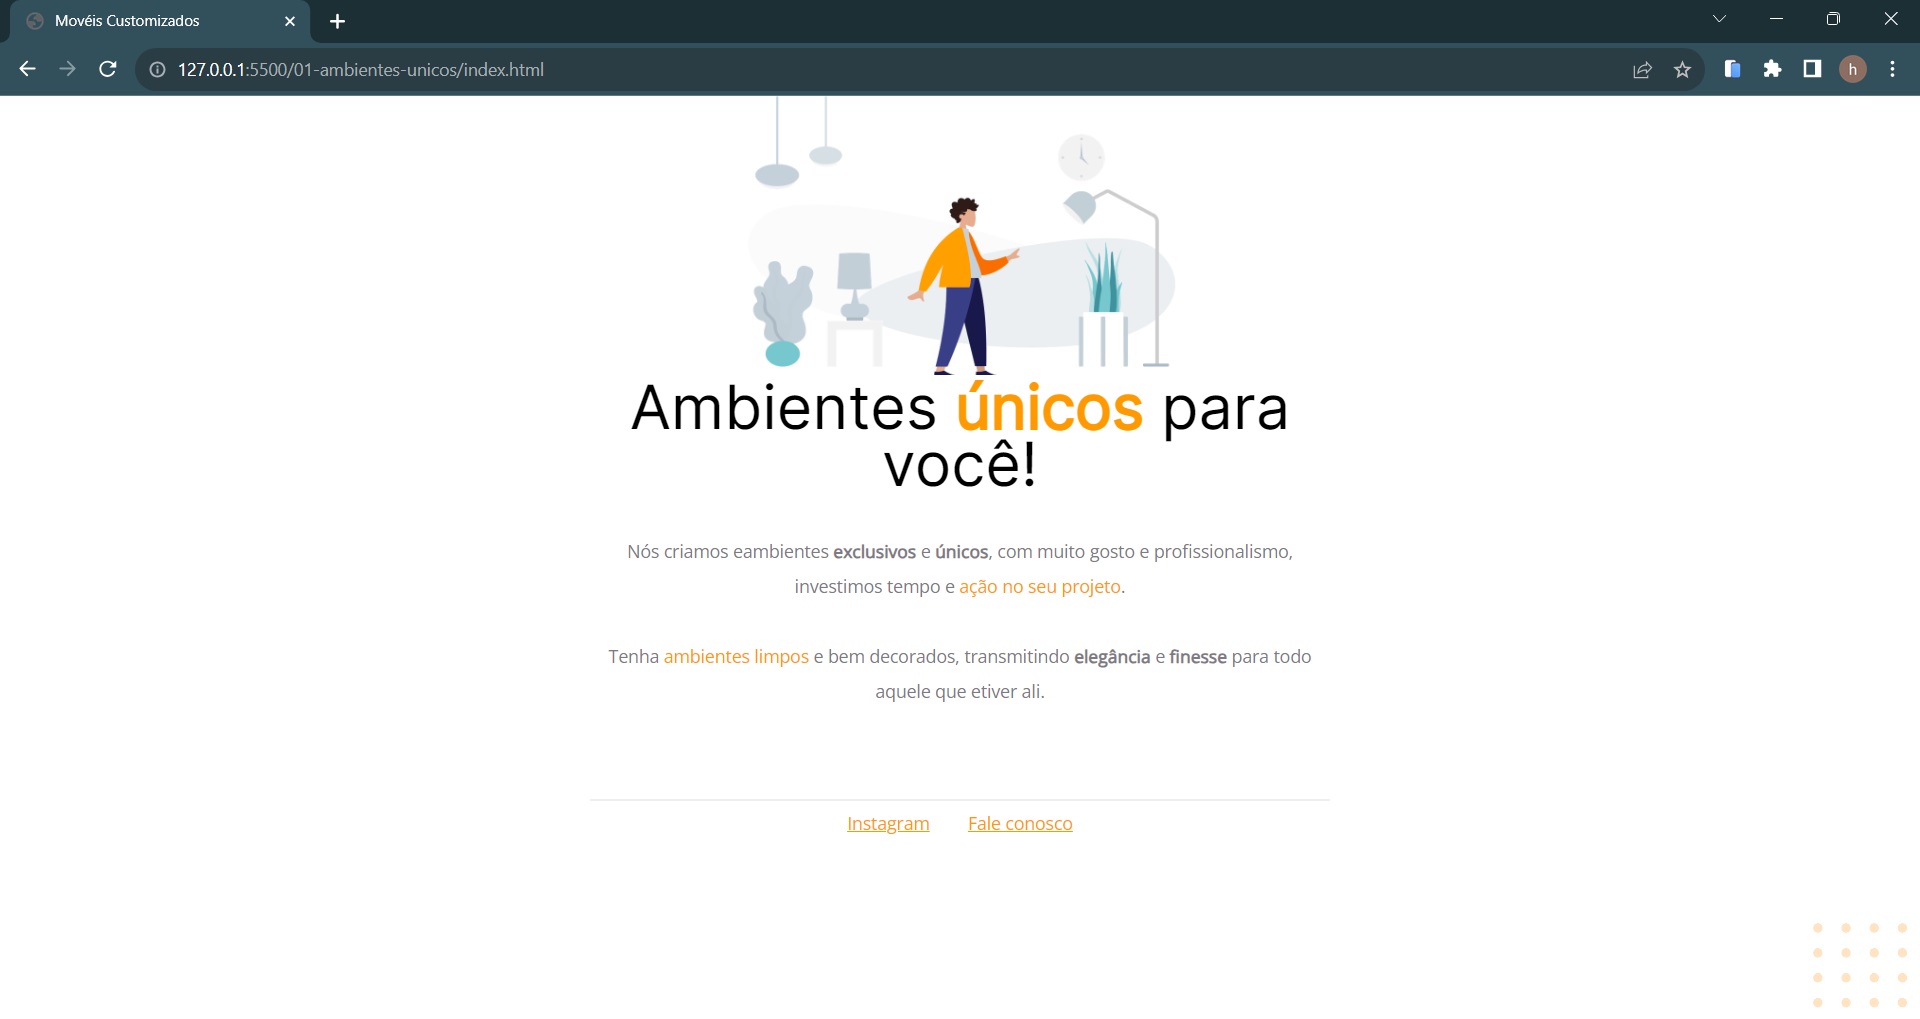 Movéis Customizados
127.0.0.1:5500/01-ambientes-unicos/index.html
h
Ambientes únicos para
você!
Nós criamos eambientes exclusivos e únicos, com muito gosto e profissionalismo,
investimos tempo e ação no seu projeto.
Tenha ambientes limpos e bem decorados, transmitindo elegância e finesse para todo
aquele que etiver ali.
Instagram Fale conosco